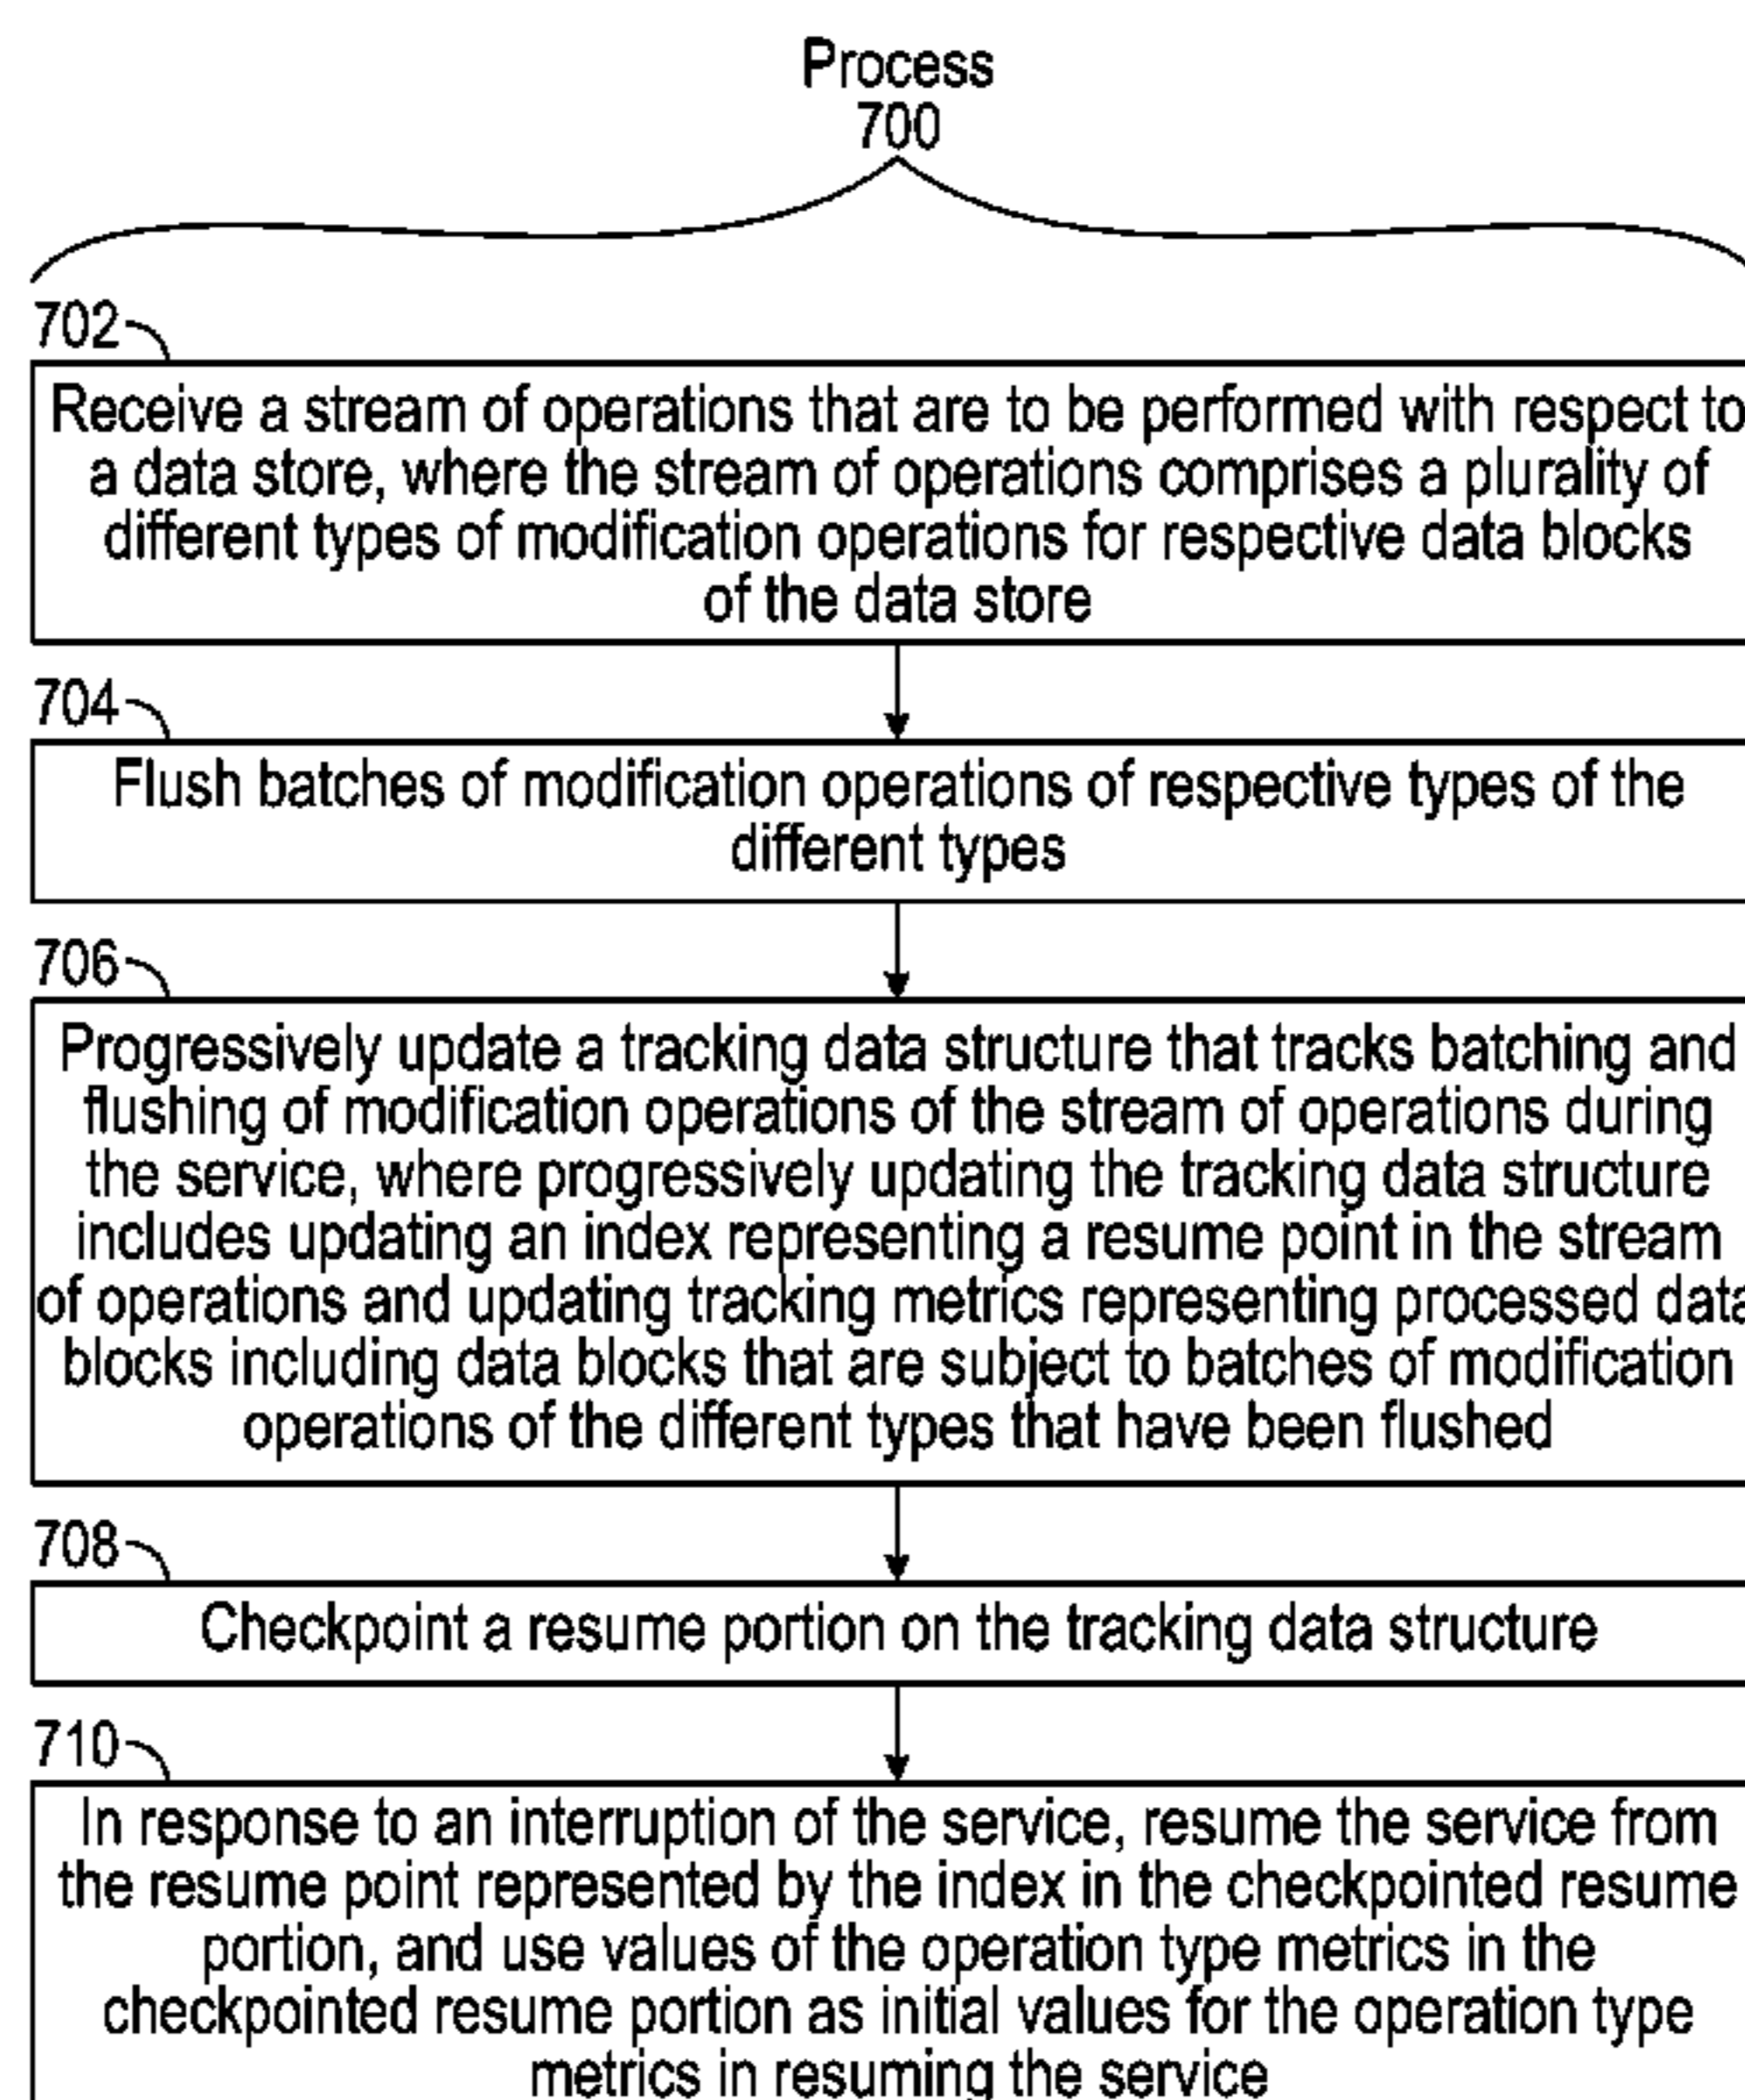 Process
700
702
Receive a stream of operations that are to be performed with respect to
a data store, where the stream of operations comprises a plurality of
different types of modification operations for respective data blocks
of the data store
704
Flush batches of modification operations of respective types of the
different types
706
Progressively update a tracking data structure that tracks batching and
flushing of modification operations of the stream of operations during
the service, where progressively updating the tracking data structure
includes updating an index representing a resume point in the stream
of operations and updating tracking metrics representing processed data
blocks including data blocks that are subject to batches of modification
operations of the different types that have been flushed
708
Checkpoint a resume portion on the tracking data structure
710
In response to an interruption of the service, resume the service from
the resume point represented by the index in the checkpointed resume
portion, and use values of the operation type metrics in the
checkpointed resume portion as initial values for the operation type
metrics in resuming the service